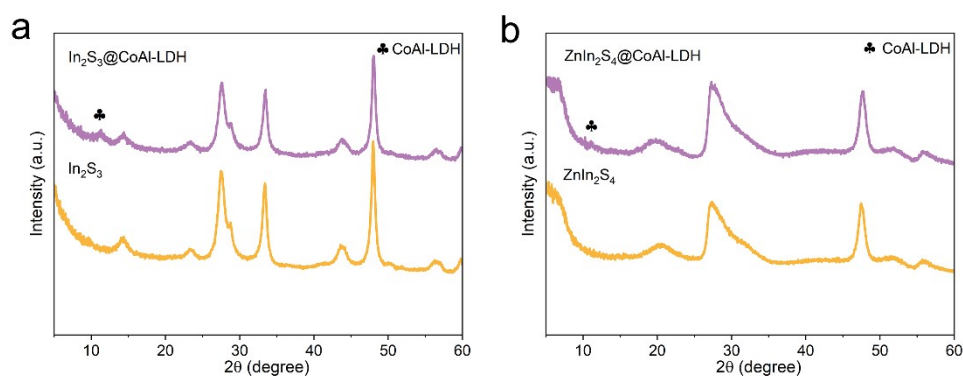 a
In₂S₃@CoAl-LDH
♣ CoAl-LDH
♣
In₂S₃
Intensity (a.u.)
10 20 30 40 50 60
2θ (degree)
b
ZnIn₂S₄@CoAl-LDH
♣ CoAl-LDH
♣
ZnIn₂S₄
Intensity (a.u.)
10 20 30 40 50 60
2θ (degree)